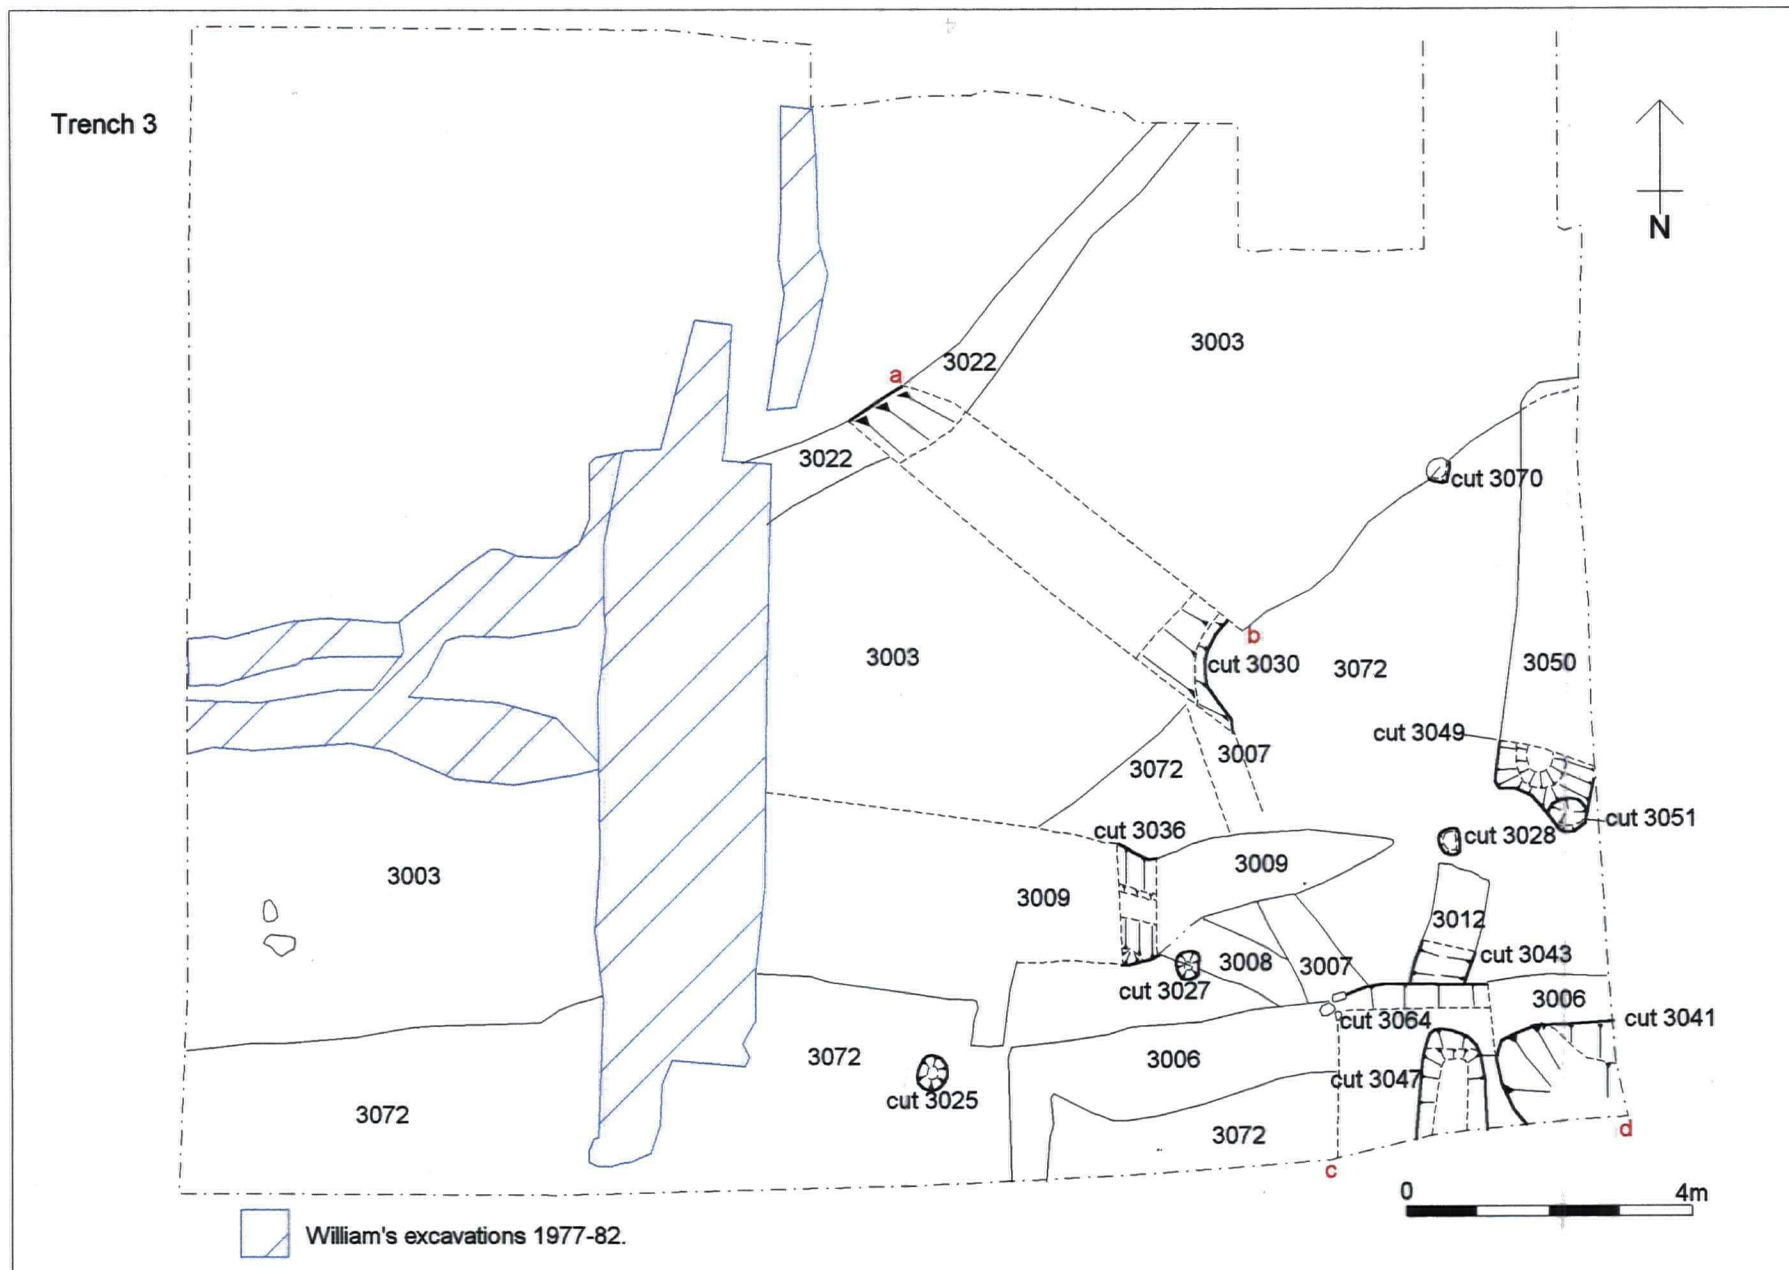 Trench 3
N
3003
a
3022
3022
cut 3070
b
3003
cut 3030
3072
3050
cut 3049
3007
3072
cut 3051
cut 3036
cut 3028
3009
3003
3009
3012
cut 3043
3008
3007
cut 3027
3006
cut 3064
cut 3041
3072
3006
cut 3047
cut 3025
3072
3072
d
c
0
4m
William's excavations 1977-82.